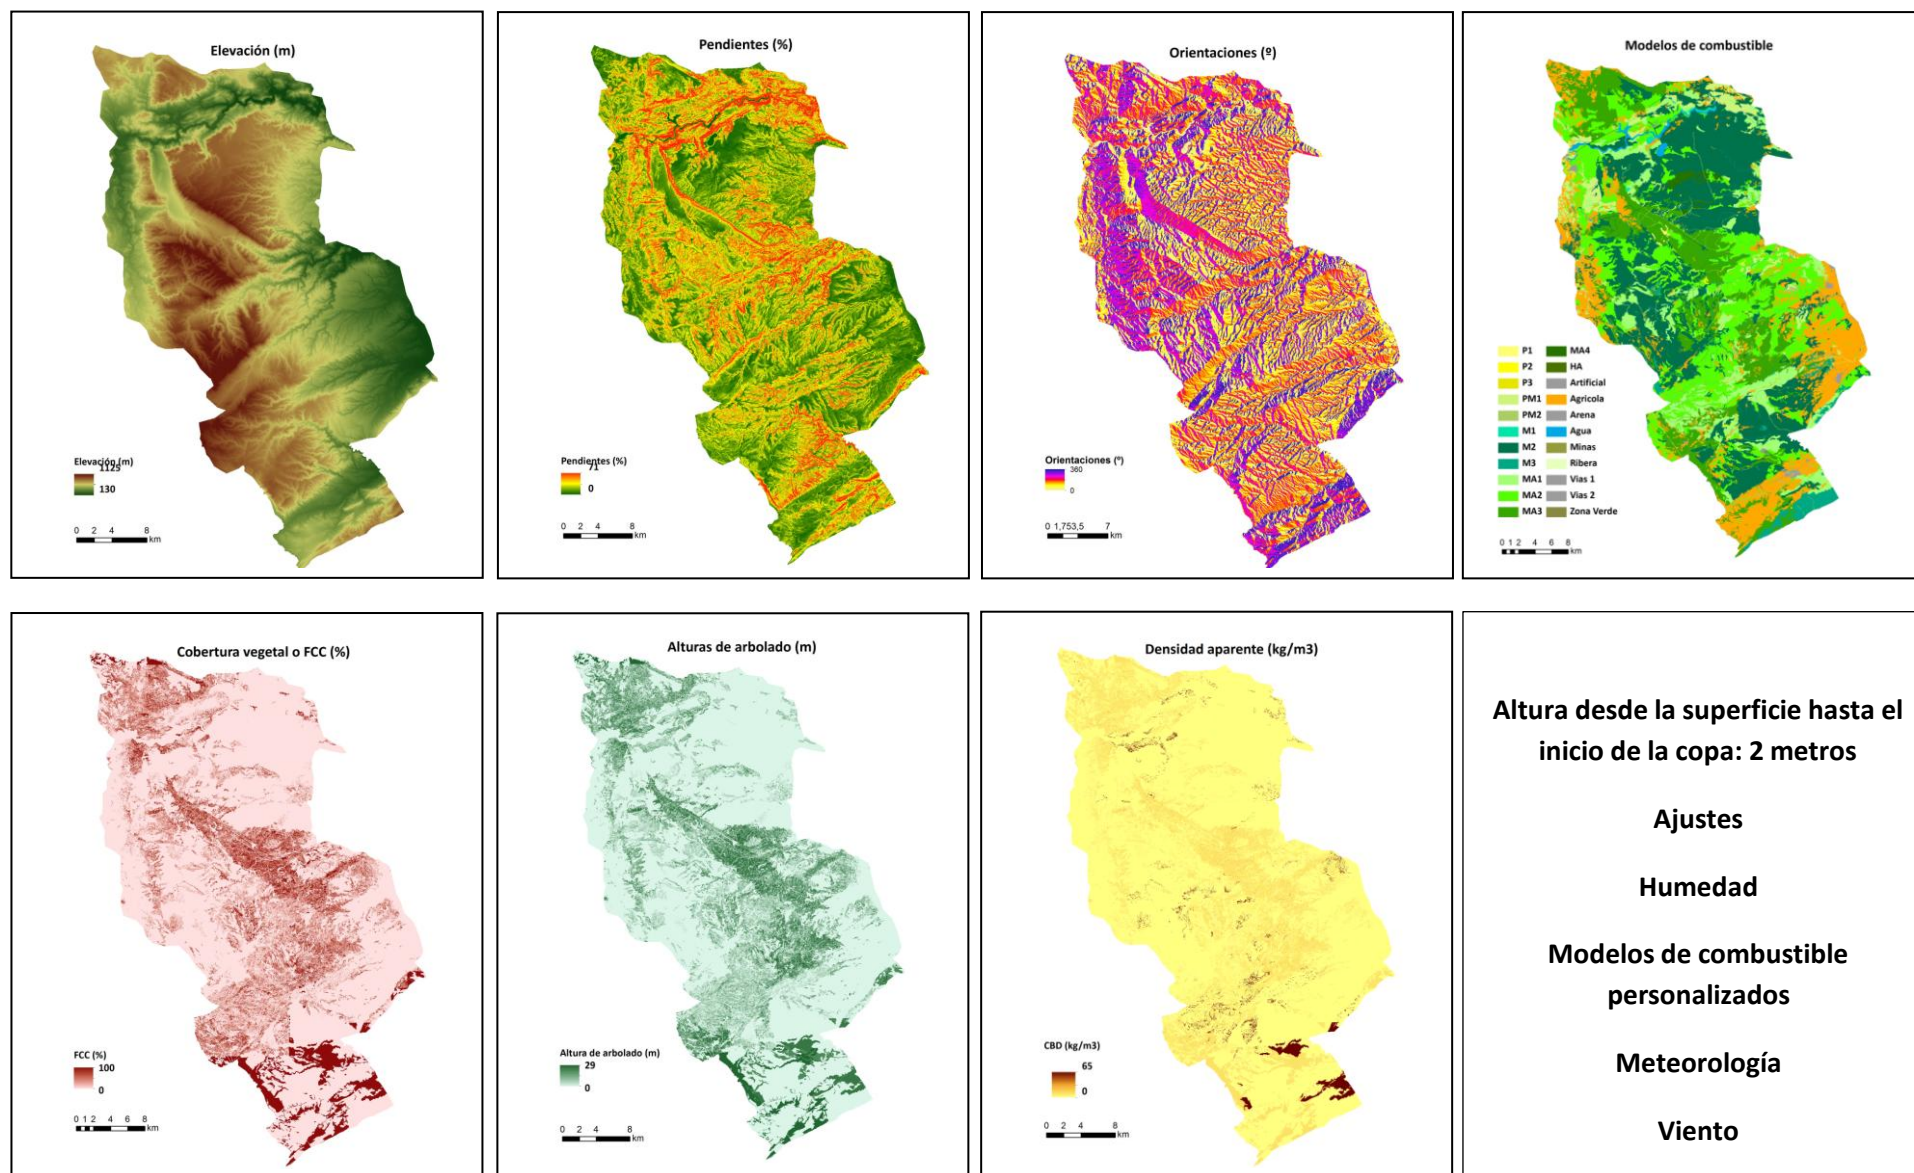 Elevación (m)
Elevación (m)
1125
130
0 2 4 8
km
Pendientes (%)
Pendientes (%)
71
0
0 2 4 8
km
Orientaciones (º)
Orientaciones (º)
360
0
0 1,753,5 7
km
Modelos de combustible
P1 MA4
P2 HA
P3 Artificial
PM1 Agrícola
PM2 Arena
M1 Agua
M2 Minas
M3 Ribera
MA1 Vias 1
MA2 Vias 2
MA3 Zona Verde
0 1 2 4 6 8
km
Cobertura vegetal o FCC (%)
FCC (%)
100
0
0 1 2 4 6 8
km
Alturas de arbolado (m)
Altura de arbolado (m)
29
0
0 2 4 8
km
Densidad aparente (kg/m3)
CBD (kg/m3)
65
0
0 2 4 8
km
Altura desde la superficie hasta el
inicio de la copa: 2 metros
Ajustes
Humedad
Modelos de combustible
personalizados
Meteorología
Viento